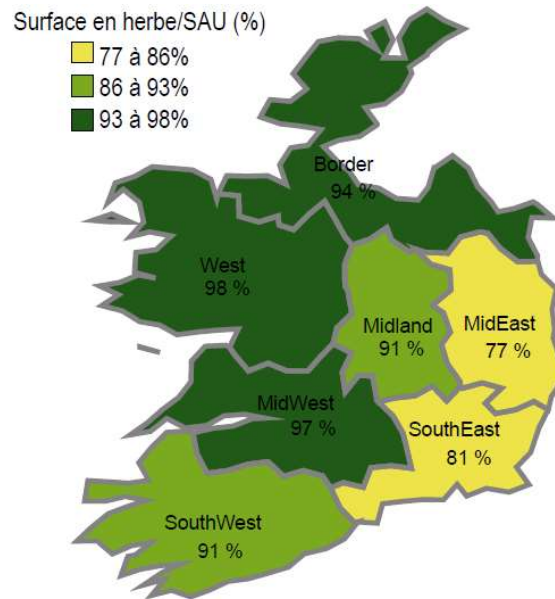 Surface en herbe/SAU (%)
77 à 86%
86 à 93%
93 à 98%
Border
94 %
West
98 %
Midland
91 %
MidEast
77 %
MidWest
97 %
SouthEast
81 %
SouthWest
91 %